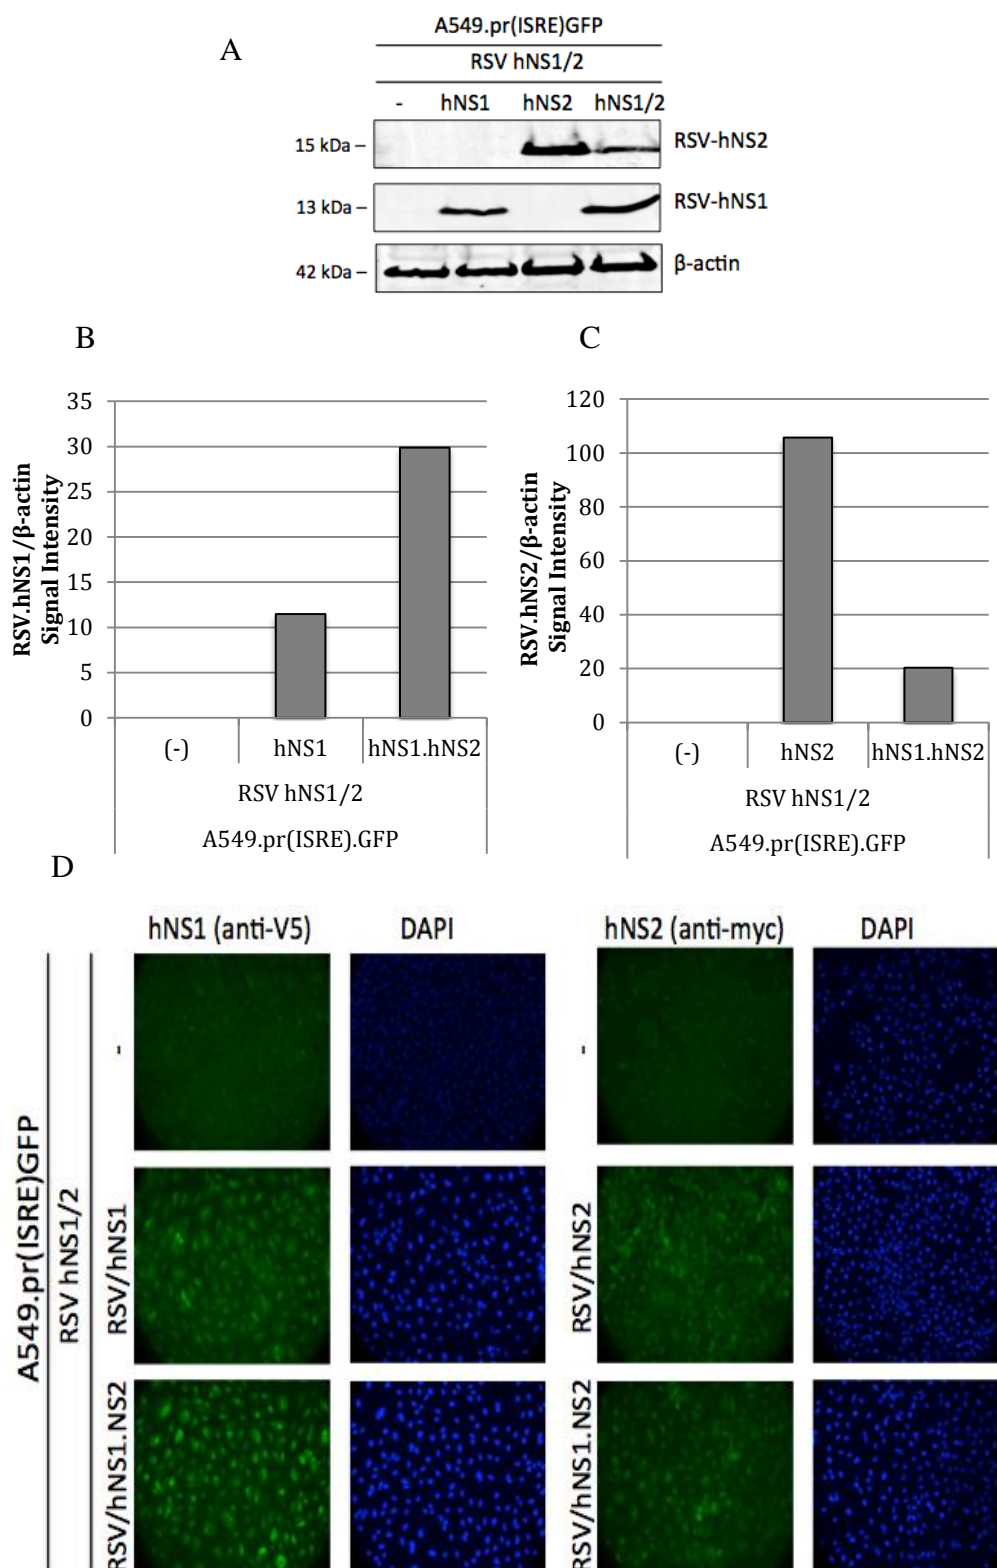 A
A549.pr(ISRE)GFP
RSV hNS1/2
- hNS1 hNS2 hNS1/2
15 kDa – RSV-hNS2
13 kDa – RSV-hNS1
42 kDa – β-actin
B
RSV.hNS1/β-actin
Signal Intensity
35
30
25
20
15
10
5
0
(-) hNS1 hNS1.hNS2
RSV hNS1/2
A549.pr(ISRE).GFP
C
RSV.hNS2/β-actin
Signal Intensity
120
100
80
60
40
20
0
(-) hNS2 hNS1.hNS2
RSV hNS1/2
A549.pr(ISRE).GFP
D
hNS1 (anti-V5) DAPI hNS2 (anti-myc) DAPI
A549.pr(ISRE)GFP
RSV hNS1/2
-
RSV/hNS1
RSV/hNS1.NS2
-
RSV/hNS2
RSV/hNS1.NS2